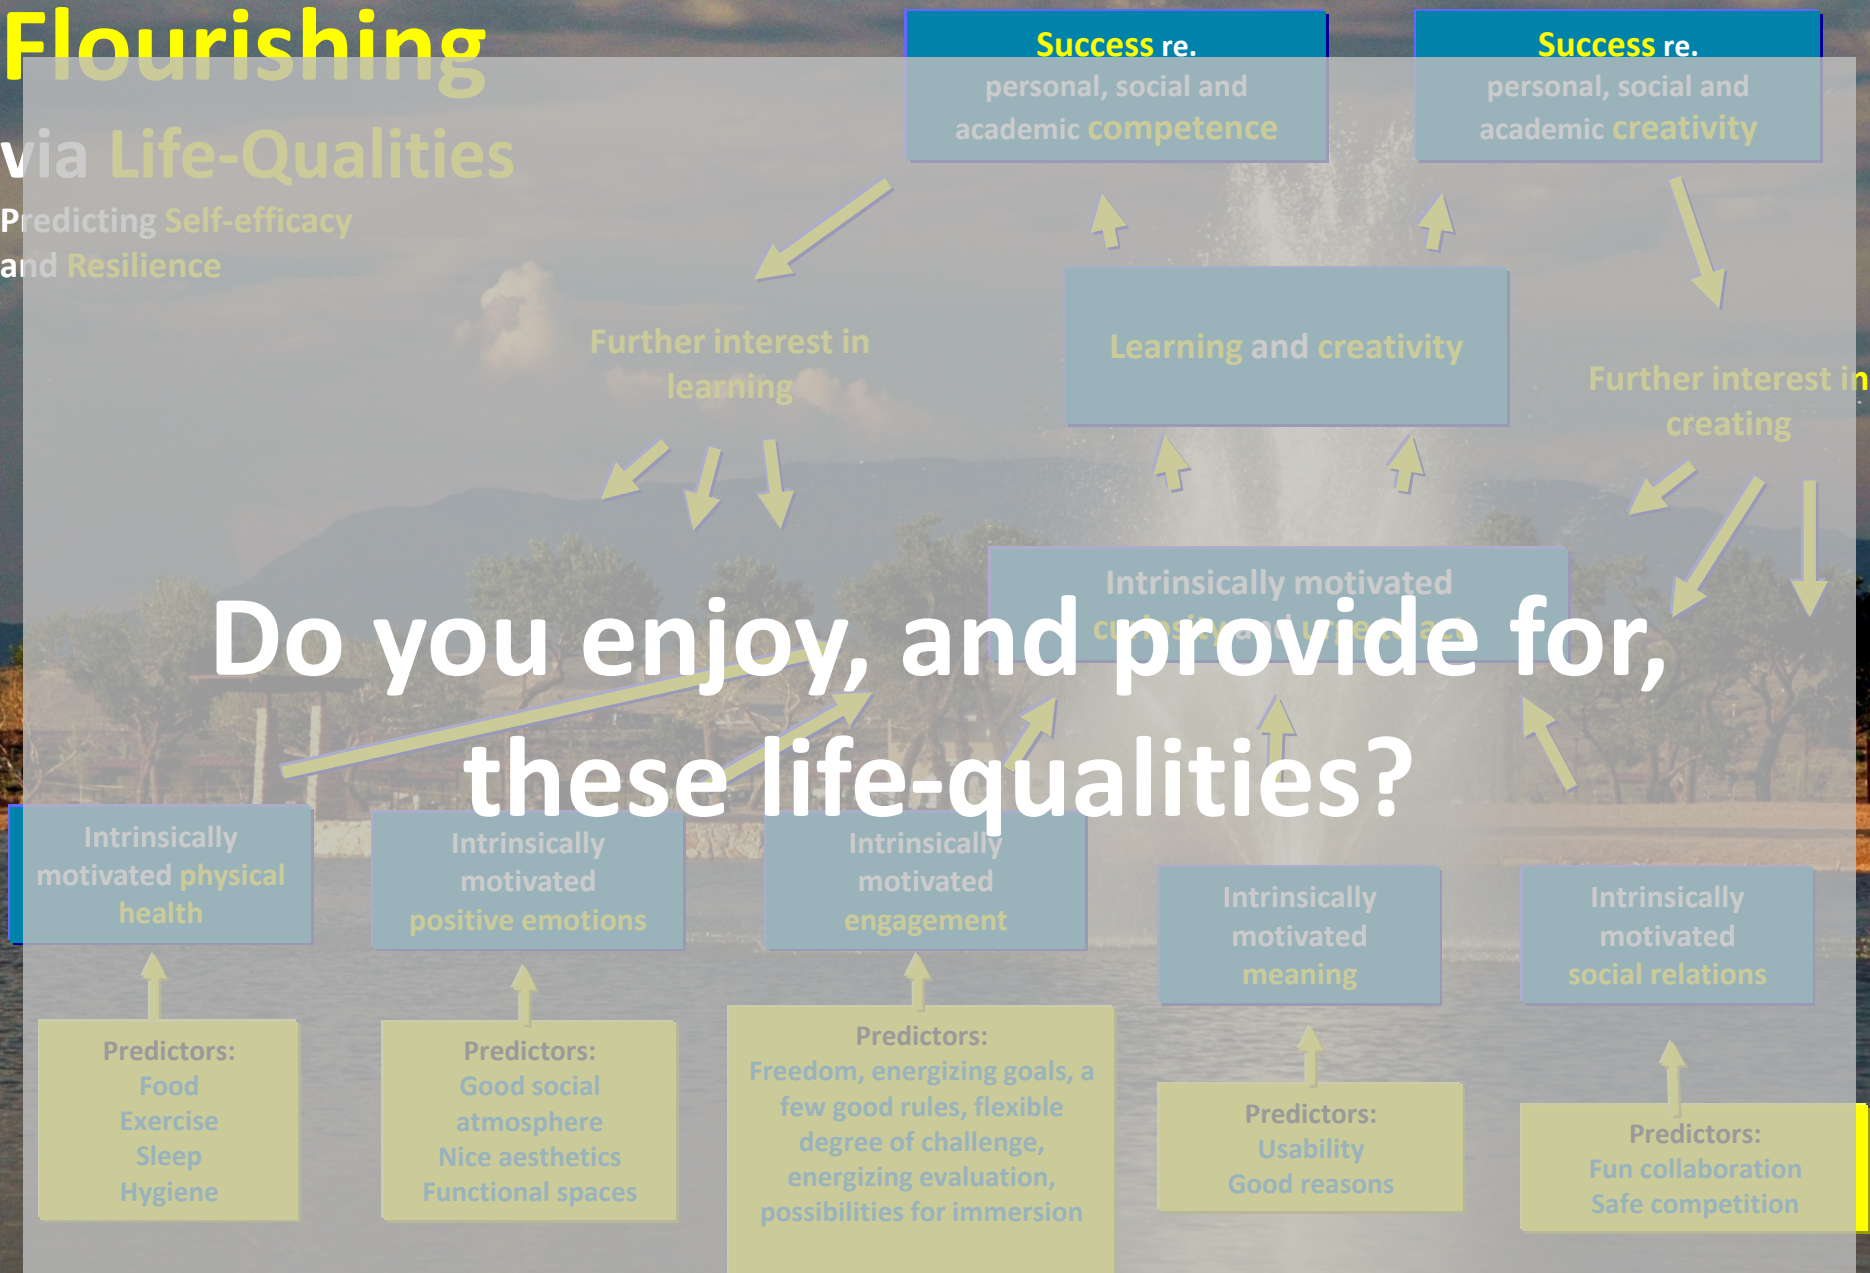 Flourishing
via Life-Qualities
Predicting Self-efficacy
and Resilience
Success re.
personal, social and
academic competence
Success re.
personal, social and
academic creativity
Further interest in
learning
Learning and creativity
Further interest in
creating
Intrinsically motivated
curiosity and urge to act
Do you enjoy, and provide for,
these life-qualities?
Intrinsically
motivated physical
health
Intrinsically
motivated
positive emotions
Intrinsically
motivated
engagement
Intrinsically
motivated
meaning
Intrinsically
motivated
social relations
Predictors:
Food
Exercise
Sleep
Hygiene
Predictors:
Good social
atmosphere
Nice aesthetics
Functional spaces
Predictors:
Freedom, energizing goals, a
few good rules, flexible
degree of challenge,
energizing evaluation,
possibilities for immersion
Predictors:
Usability
Good reasons
Predictors:
Fun collaboration
Safe competition